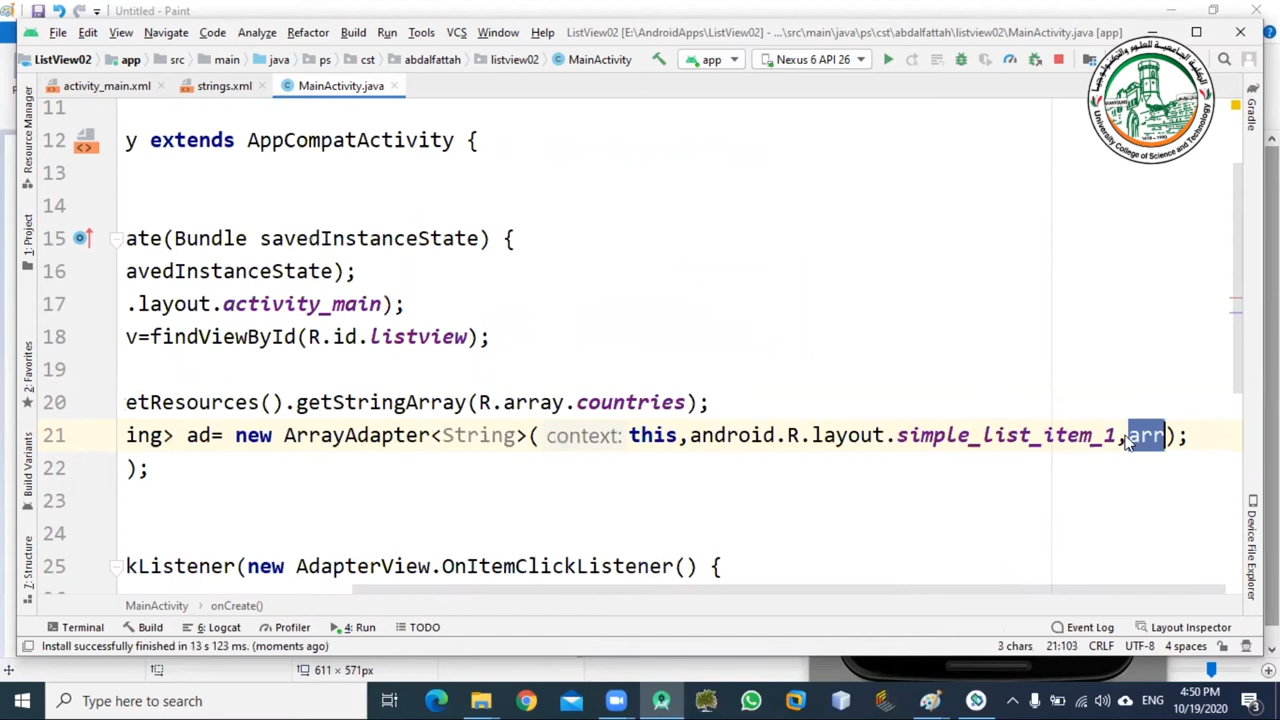 Untitled - Paint
File Edit View Navigate Code Analyze Refactor Build Run Tools VCS Window Help ListView02 [E:\AndroidApps\ListView02] - ...\src\main\java\ps\cst\abdalfattah\listview02\MainActivity.java [app]
ListView02 app src main java ps cst abdalfattah listview02 MainActivity app Nexus 6 API 26
activity_main.xml strings.xml MainActivity.java
11
12 y extends AppCompatActivity {
13
14
15 ate(Bundle savedInstanceState) {
16 avedInstanceState);
17 .layout.activity_main);
18 v=findViewById(R.id.listview);
19
20 etResources().getStringArray(R.array.countries);
21 ing> ad= new ArrayAdapter<String>( context: this,android.R.layout.simple_list_item_1,arr);
22 );
23
24
25 kListener(new AdapterView.OnItemClickListener() {
MainActivity onCreate()
Resource Manager
1: Project
2: Favorites
Build Variants
7: Structure
Gradle
Device File Explorer
University College of Science and Technology
Terminal Build 6: Logcat Profiler 4: Run TODO Event Log Layout Inspector
Install successfully finished in 13 s 123 ms. (moments ago) 3 chars 21:103 CRLF UTF-8 4 spaces
611 × 571px
Type here to search
ENG
4:50 PM
10/19/2020
3